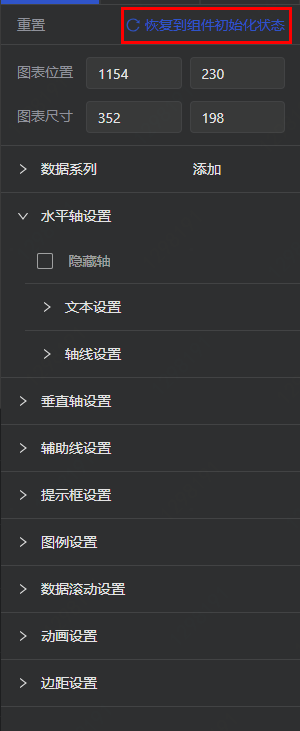 重置 恢复到组件初始化状态
图表位置 1154 230
图表尺寸 352 198
数据系列 添加
水平轴设置
隐藏轴
文本设置
轴线设置
垂直轴设置
辅助线设置
提示框设置
图例设置
数据滚动设置
动画设置
边距设置